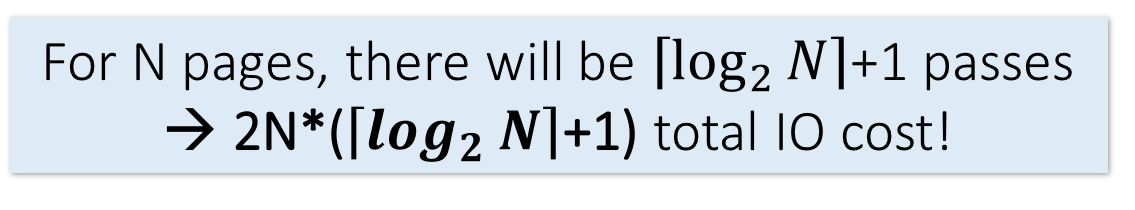 For N pages, there will be ⌈log₂ N⌉+1 passes
→ 2N*(⌈log₂ N⌉+1) total IO cost!